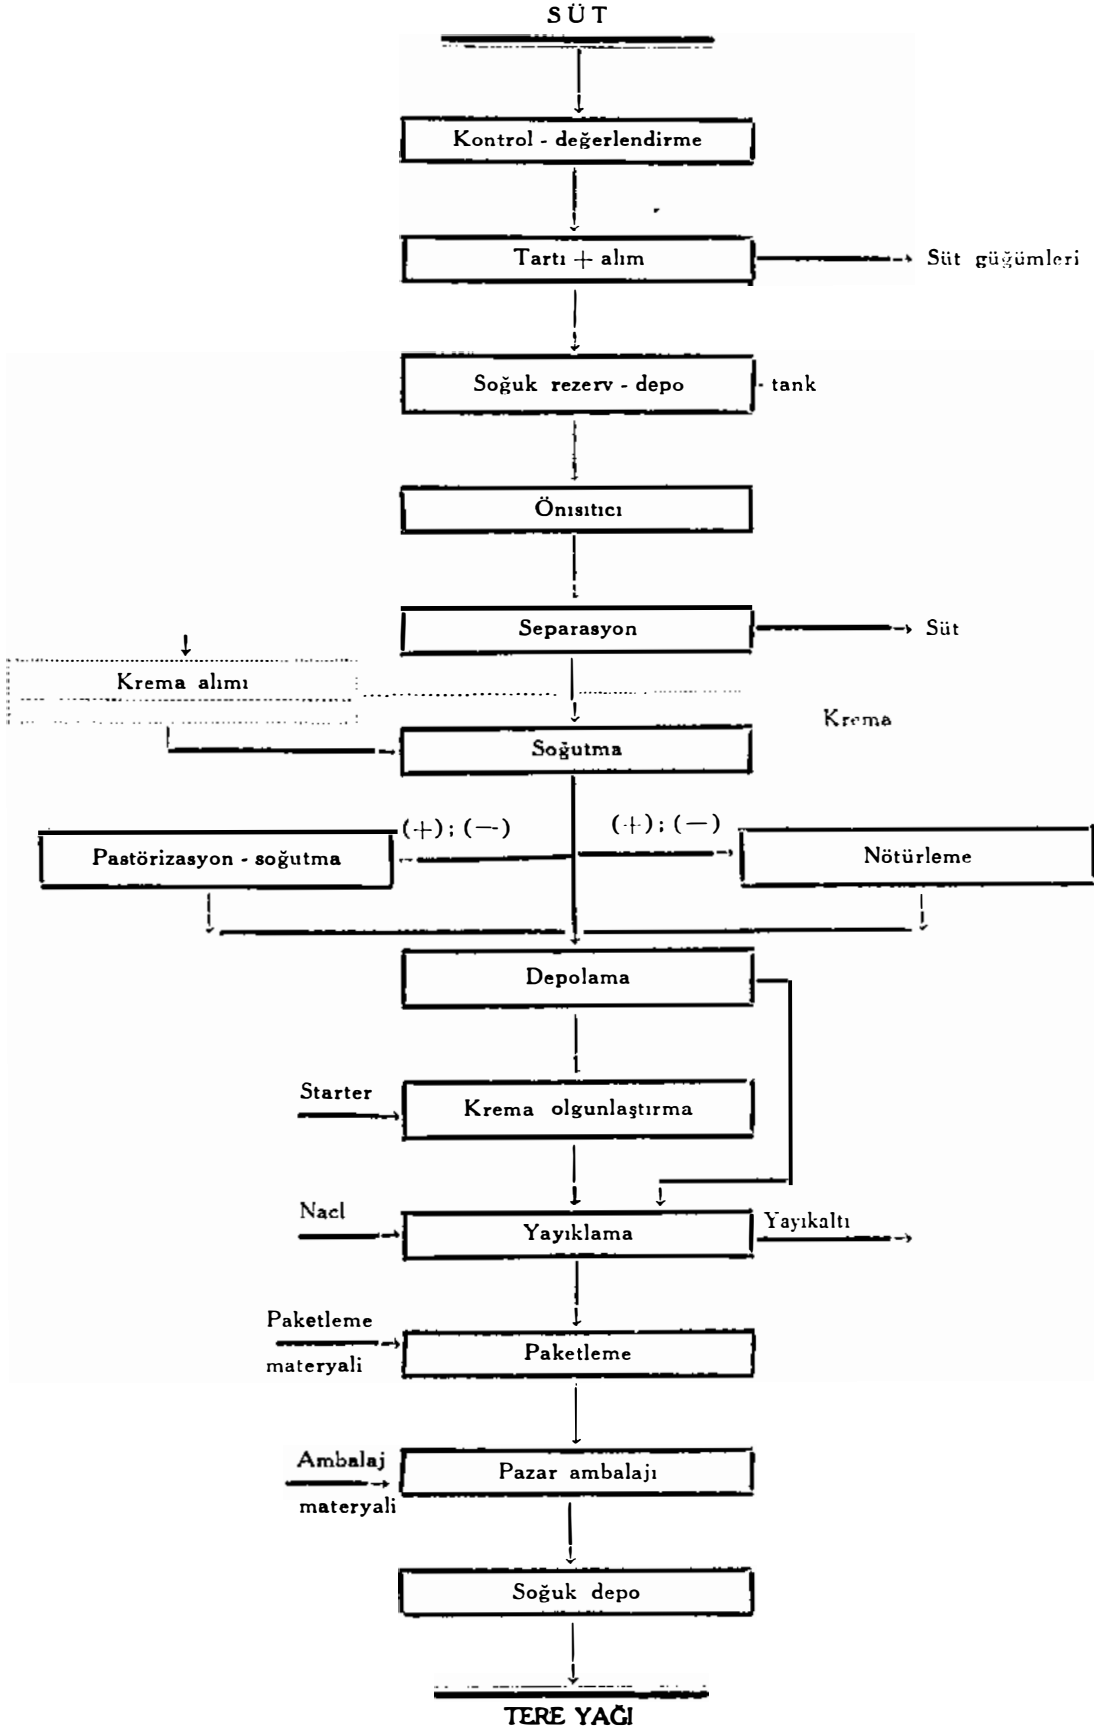 SÜT
Kontrol - değerlendirme
Tartı + alım
Süt güğümleri
Soğuk rezerv - depo
- tank
Önısıtıcı
Separasyon
Süt
Krema alımı
Krema
Soğutma
(+); (—)
(+); (—)
Pastörizasyon - soğutma
Nötürleme
Depolama
Starter
Krema olgunlaştırma
Nacl
Yayıklama
Yayıkaltı
Paketleme
materyali
Paketleme
Ambalaj
materyali
Pazar ambalajı
Soğuk depo
TERE YAĞI